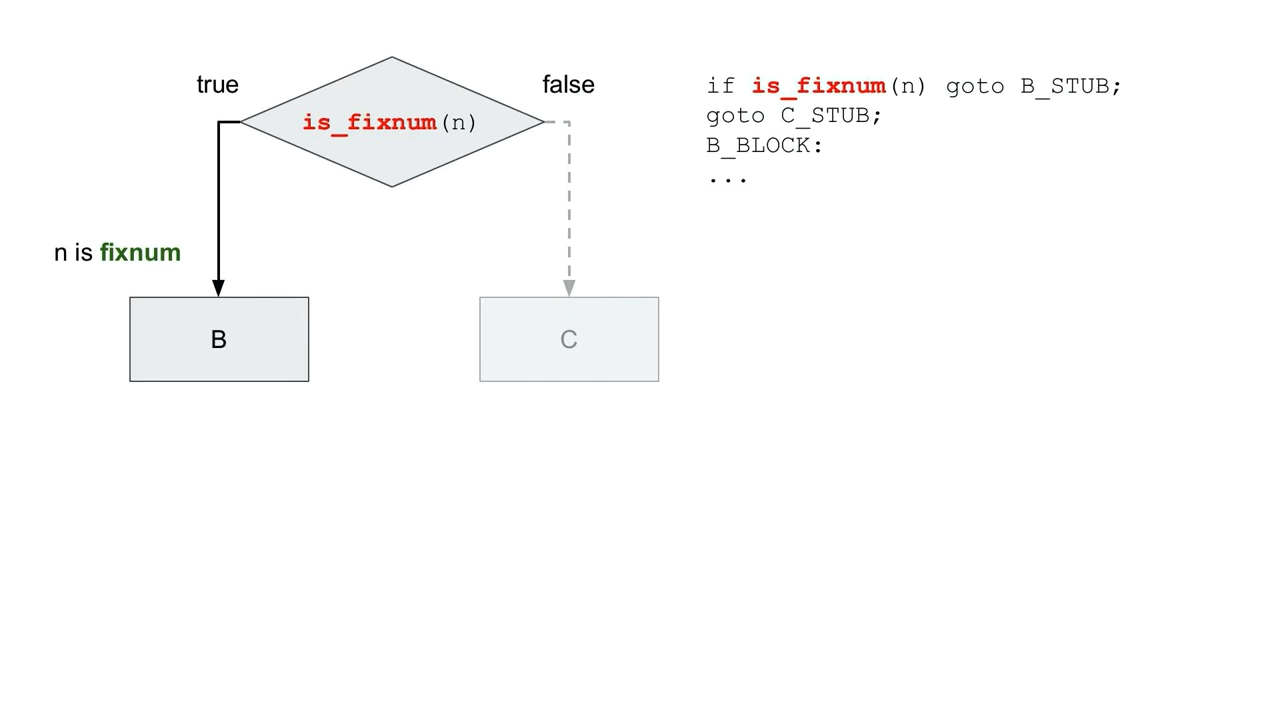 true
false
is_fixnum(n)
n is fixnum
B
C
if is_fixnum(n) goto B_STUB;
goto C_STUB;
B_BLOCK:
...